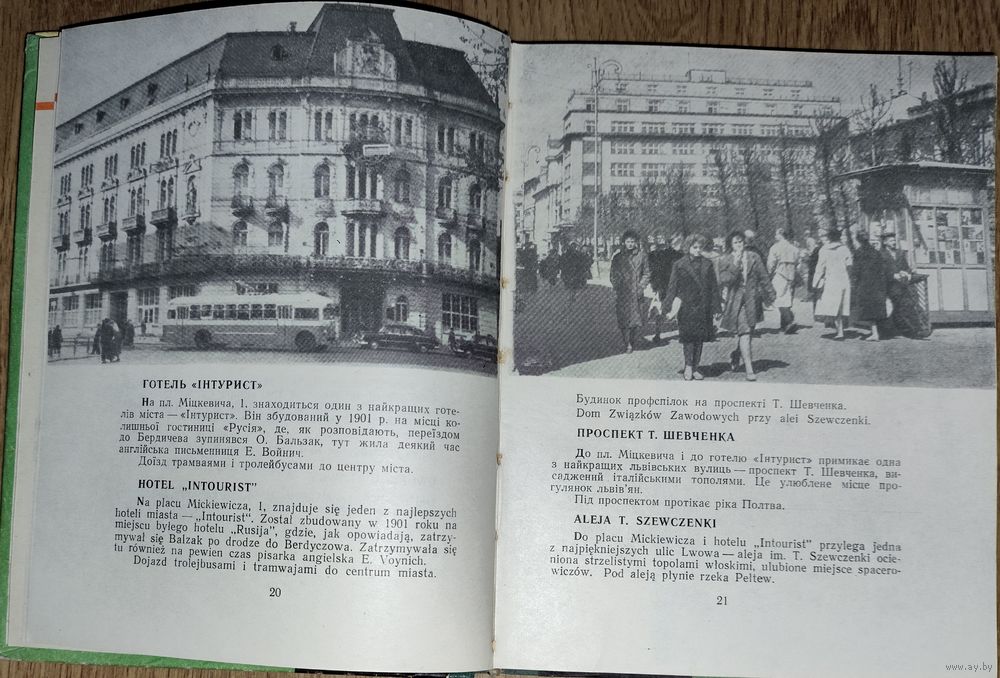 ГОТЕЛЬ «ІНТУРИСТ»
На пл. Міцкевича, 1, знаходиться один з найкращих готе-
лів міста — «Інтурист». Він збудований у 1901 р. на місці ко-
лишньої гостиниці «Русія», де, як розповідають, переїздом
до Бердичева зупинявся О. Бальзак, тут жила деякий час
англійська письменниця Е. Войнич.
Доїзд трамваями і тролейбусами до центру міста.
HOTEL „INTOURIST”
Na placu Mickiewicza, 1, znajduje się jeden z najlepszych
hoteli miasta — „Intourist”. Został zbudowany w 1901 roku na
miejscu byłego hotelu „Rusija”, gdzie, jak opowiadają, zatrzy-
mywał się Balzak po drodze do Berdyczowa. Zatrzymywała się
tu również na pewien czas pisarka angielska E. Voynich.
Dojazd trolejbusami i tramwajami do centrum miasta.
20
Будинок профспілок на проспекті Т. Шевченка.
Dom Związków Zawodowych przy alei Szewczenki.
ПРОСПЕКТ Т. ШЕВЧЕНКА
До пл. Міцкевича і до готелю «Інтурист» примикає одна
з найкращих львівських вулиць — проспект Т. Шевченка, ви-
саджений італійськими тополями. Це улюблене місце про-
гулянок львів'ян.
Під проспектом протікає ріка Полтва.
ALEJA T. SZEWCZENKI
Do placu Mickiewicza i hotelu „Intourist” przylega jedna
z najpiękniejszych ulic Lwowa — aleja im. T. Szewczenki ocie-
niona strzelistymi topolami włoskimi, ulubione miejsce spacero-
wiczów. Pod aleją płynie rzeka Peltew.
21
www.ay.by